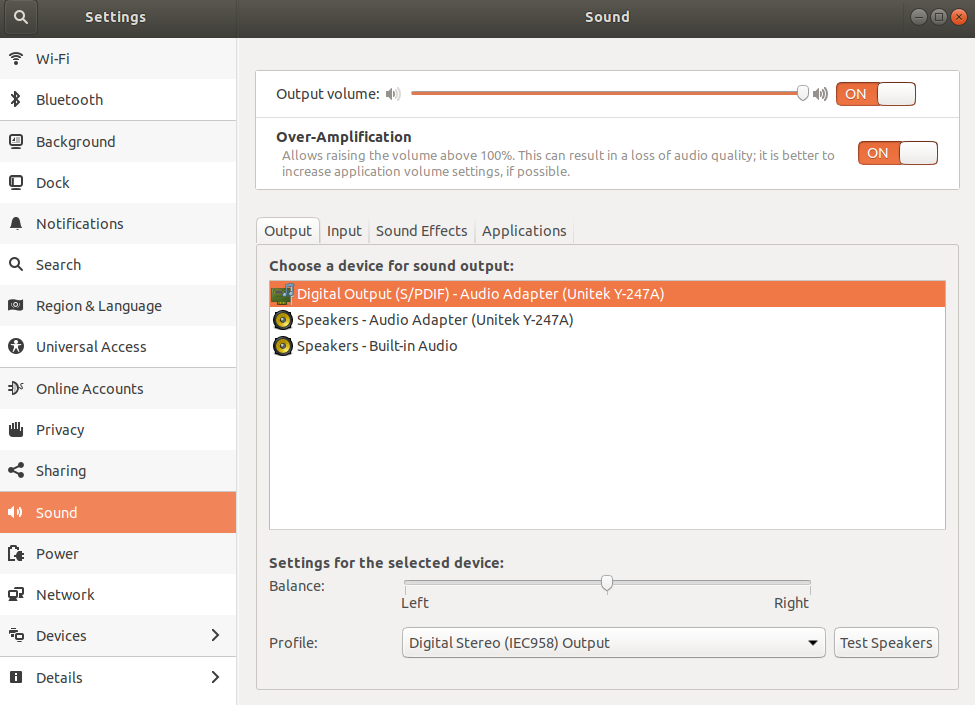 Settings
Sound
Wi-Fi
Bluetooth
Background
Dock
Notifications
Search
Region & Language
Universal Access
Online Accounts
Privacy
Sharing
Sound
Power
Network
Devices
Details
Output volume:
ON
Over-Amplification
Allows raising the volume above 100%. This can result in a loss of audio quality; it is better to
increase application volume settings, if possible.
ON
Output
Input
Sound Effects
Applications
Choose a device for sound output:
Digital Output (S/PDIF) - Audio Adapter (Unitek Y-247A)
Speakers - Audio Adapter (Unitek Y-247A)
Speakers - Built-in Audio
Settings for the selected device:
Balance:
Left
Right
Profile:
Digital Stereo (IEC958) Output
Test Speakers